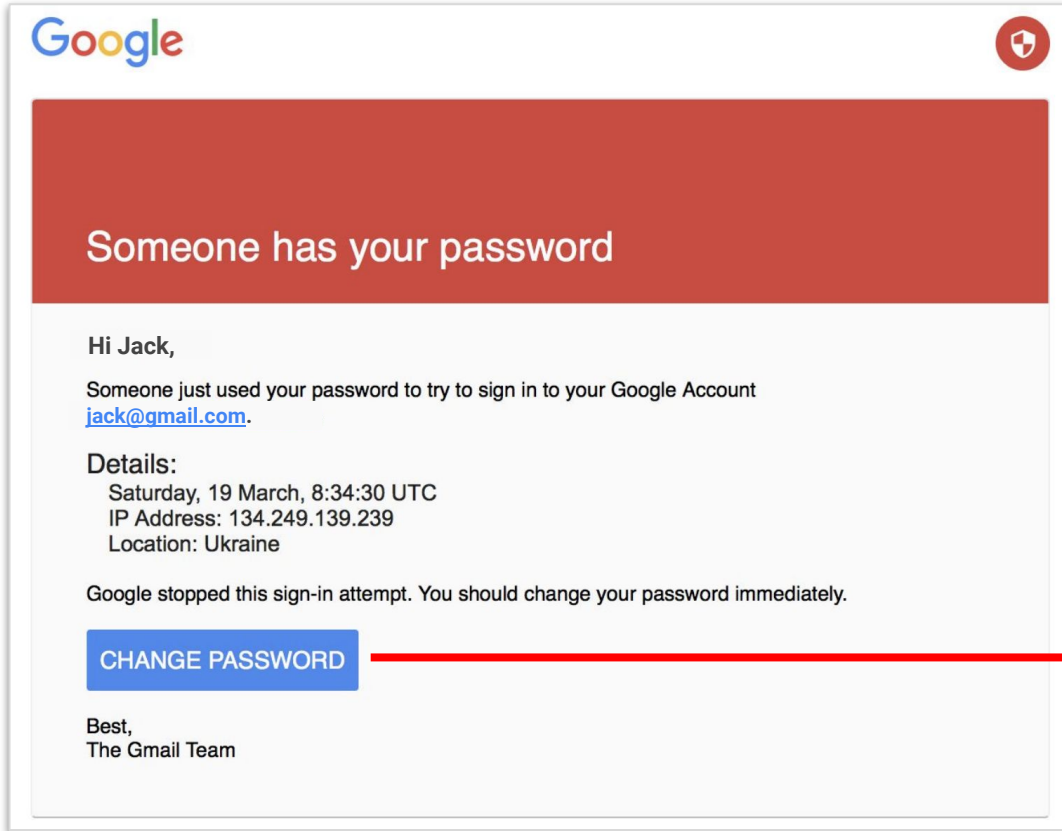 Google
Someone has your password
Hi Jack,
Someone just used your password to try to sign in to your Google Account
jack@gmail.com.
Details:
Saturday, 19 March, 8:34:30 UTC
IP Address: 134.249.139.239
Location: Ukraine
Google stopped this sign-in attempt. You should change your password immediately.
CHANGE PASSWORD
Best,
The Gmail Team